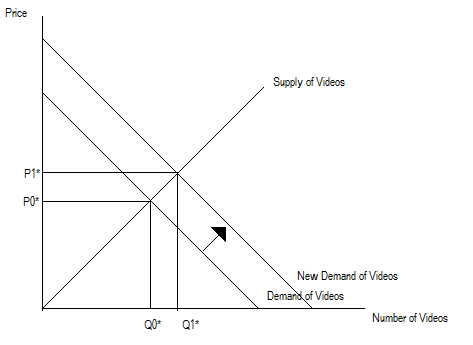 Price
Supply of Videos
P1*
P0*
New Demand of Videos
Demand of Videos
Number of Videos
Q0*
Q1*